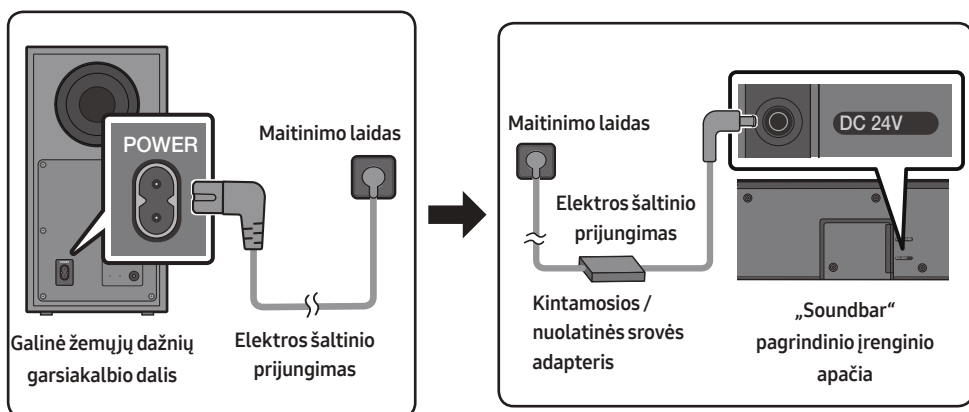 POWER
Maitinimo laidas
Galinė žemųjų dažnių
garsiakalbio dalis
Elektros šaltinio
prijungimas
DC 24V
Maitinimo laidas
Elektros šaltinio
prijungimas
Kintamosios /
nuolatinės srovės
adapteris
„Soundbar“
pagrindinio įrenginio
apačia